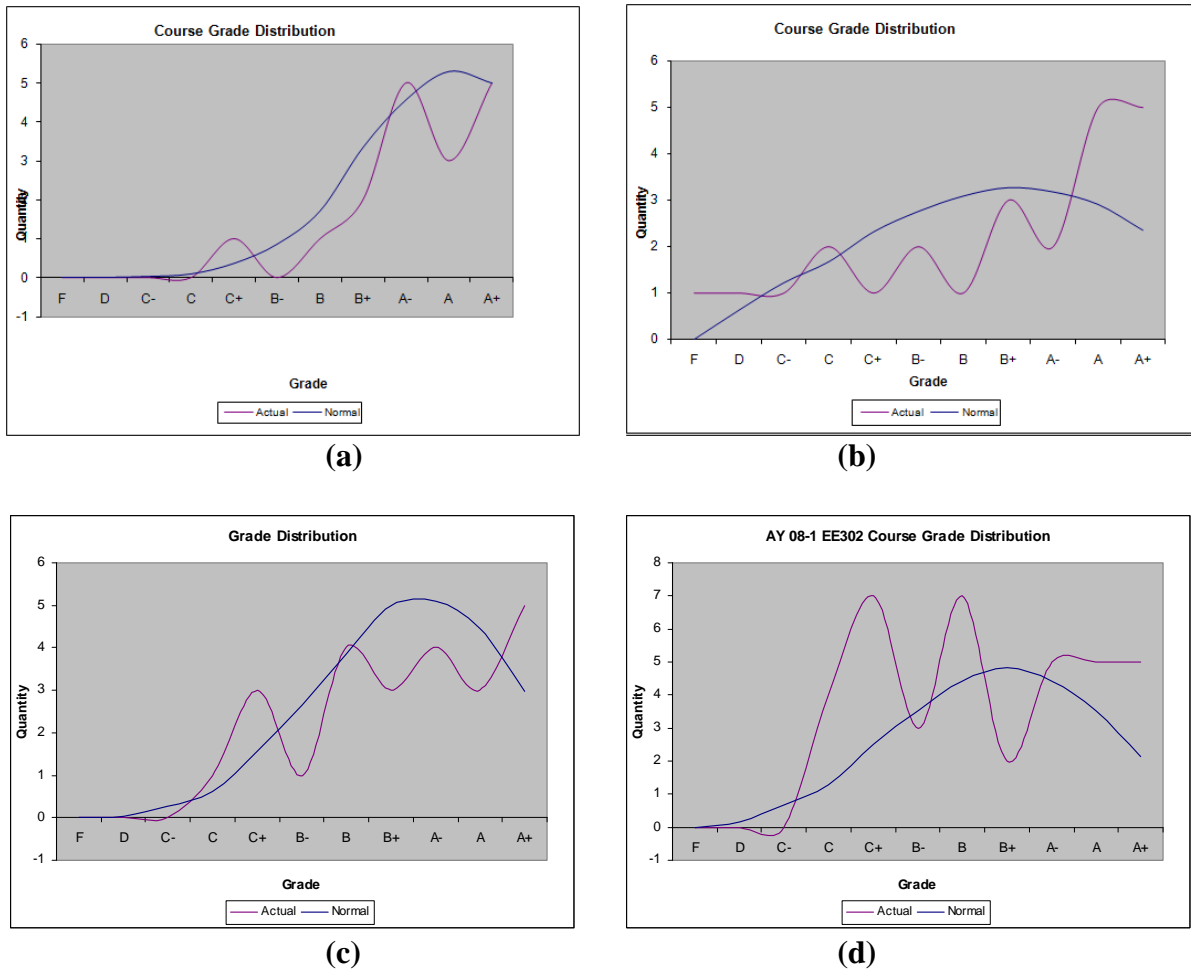 Course Grade Distribution
6
5
4
3
2
1
0
-1
Quantity
F D C- C C+ B- B B+ A- A A+
Grade
Actual Normal
(a)
Course Grade Distribution
6
5
4
3
2
1
0
Quantity
F D C- C C+ B- B B+ A- A A+
Grade
Actual Normal
(b)
Grade Distribution
6
5
4
3
2
1
0
-1
Quantity
F D C- C C+ B- B B+ A- A A+
Grade
Actual Normal
(c)
AY 08-1 EE302 Course Grade Distribution
8
7
6
5
4
3
2
1
0
-1
Quantity
F D C- C C+ B- B B+ A- A A+
Grade
Actual Normal
(d)